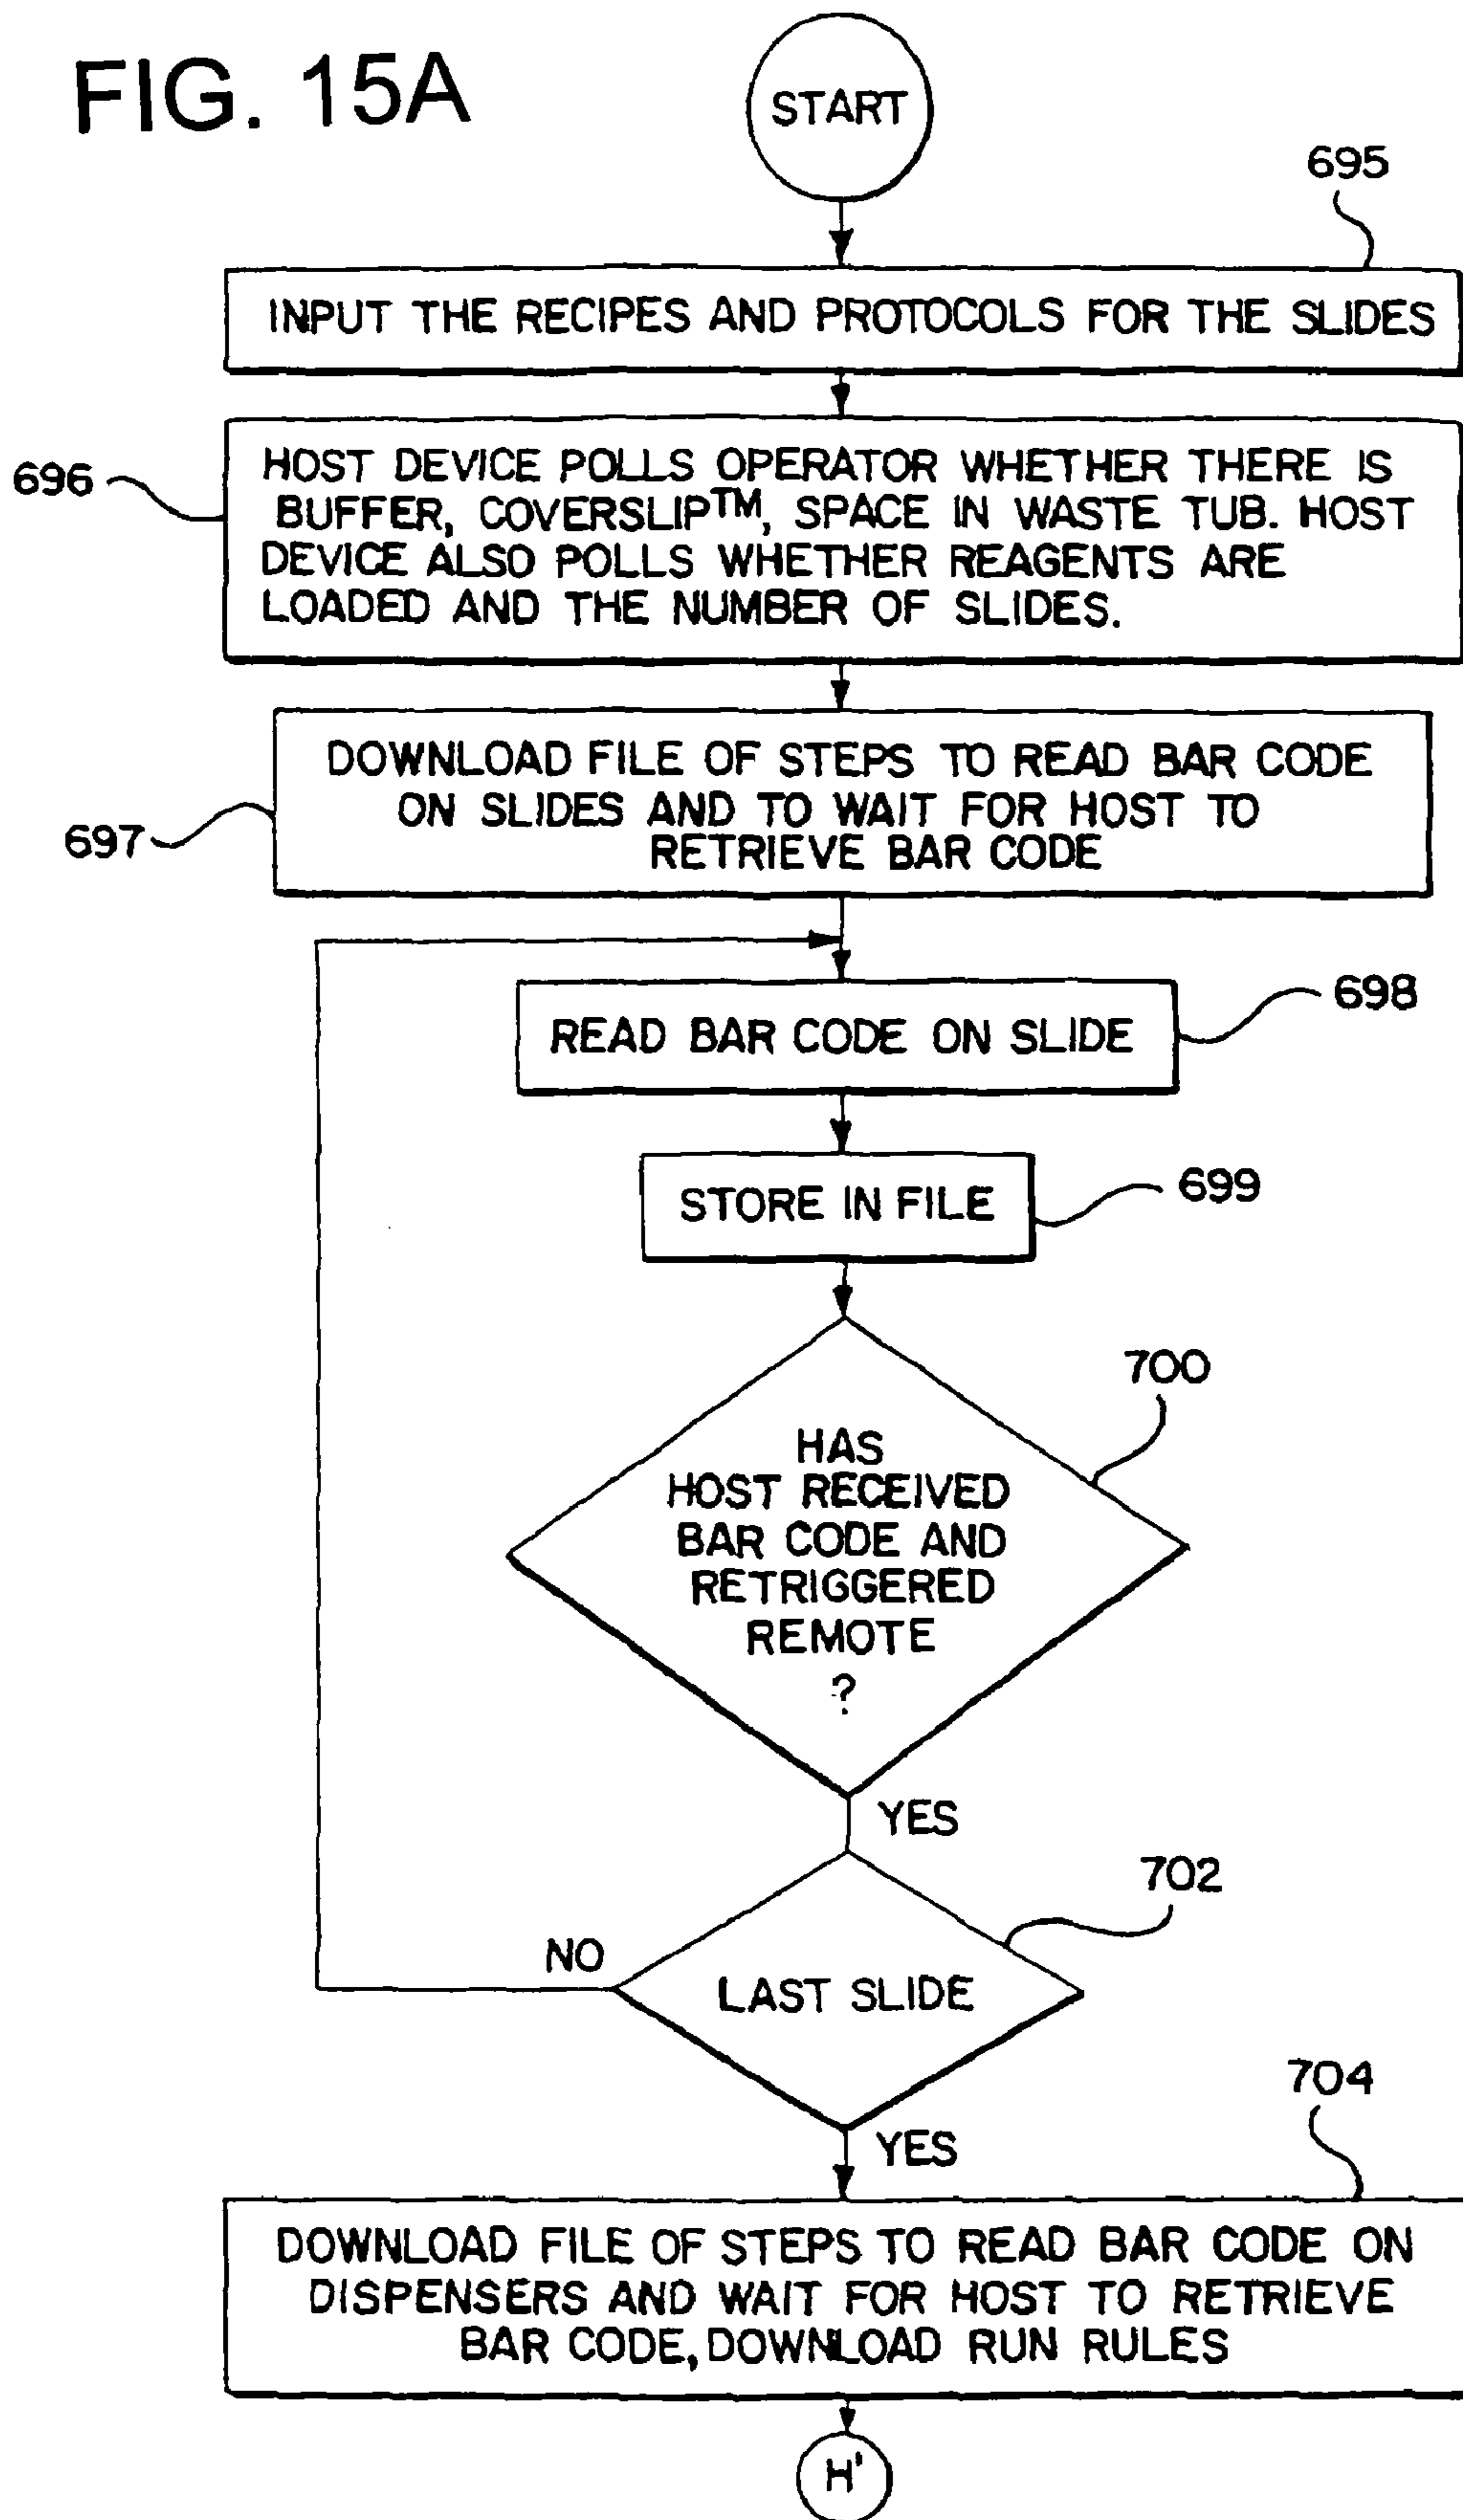 FIG. 15A
START
695
INPUT THE RECIPES AND PROTOCOLS FOR THE SLIDES
696
HOST DEVICE POLLS OPERATOR WHETHER THERE IS
BUFFER, COVERSLIP™, SPACE IN WASTE TUB. HOST
DEVICE ALSO POLLS WHETHER REAGENTS ARE
LOADED AND THE NUMBER OF SLIDES.
697
DOWNLOAD FILE OF STEPS TO READ BAR CODE
ON SLIDES AND TO WAIT FOR HOST TO
RETRIEVE BAR CODE
698
READ BAR CODE ON SLIDE
699
STORE IN FILE
700
HAS
HOST RECEIVED
BAR CODE AND
RETRIGGERED
REMOTE
?
YES
702
NO
LAST SLIDE
YES
704
DOWNLOAD FILE OF STEPS TO READ BAR CODE ON
DISPENSERS AND WAIT FOR HOST TO RETRIEVE
BAR CODE, DOWNLOAD RUN RULES
H'